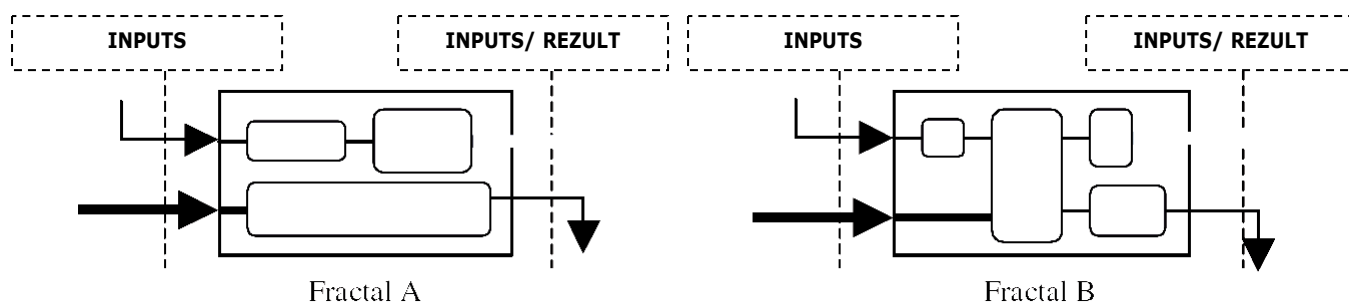 INPUTS
INPUTS/ REZULT
INPUTS
INPUTS/ REZULT
Fractal A
Fractal B